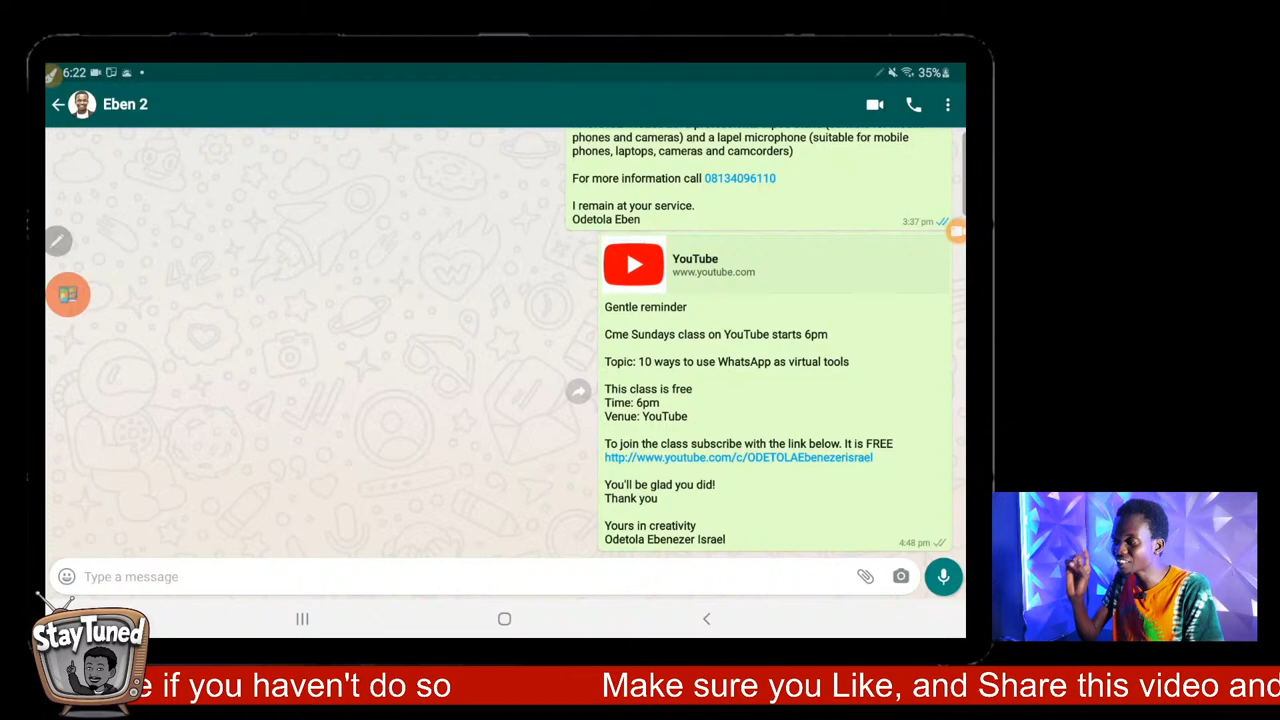 6:22
35%
Eben 2
phones and cameras) and a lapel microphone (suitable for mobile
phones, laptops, cameras and camcorders)
For more information call 08134096110
I remain at your service.
Odetola Eben
3:37 pm
YouTube
www.youtube.com
Gentle reminder
Cme Sundays class on YouTube starts 6pm
Topic: 10 ways to use WhatsApp as virtual tools
This class is free
Time: 6pm
Venue: YouTube
To join the class subscribe with the link below. It is FREE
http://www.youtube.com/c/ODETOLAEbenezerisrael
You'll be glad you did!
Thank you
Yours in creativity
Odetola Ebenezer Israel
4:48 pm
Type a message
StayTuned
e if you haven't do so Make sure you Like, and Share this video and